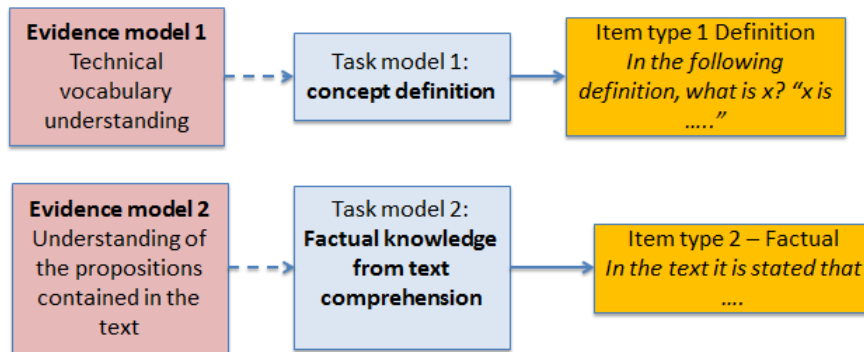 Evidence model 1
Technical
vocabulary
understanding
Task model 1:
concept definition
Item type 1 Definition
In the following
definition, what is x? “x is
…..”
Evidence model 2
Understanding of
the propositions
contained in the
text
Task model 2:
Factual knowledge
from text
comprehension
Item type 2 – Factual
In the text it is stated that
….